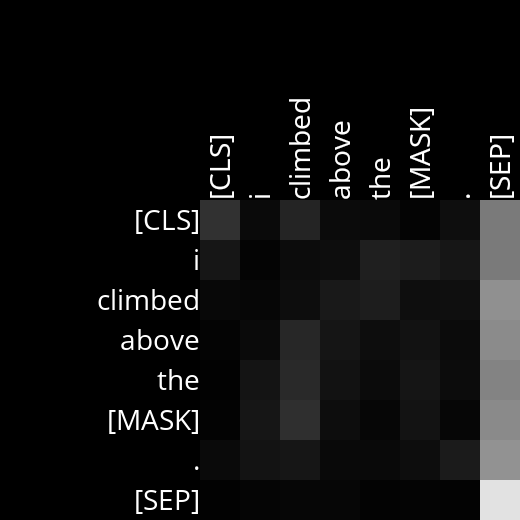 [CLS] i climbed above the [MASK] . [SEP]
[CLS]
i
climbed
above
the
[MASK]
.
[SEP]